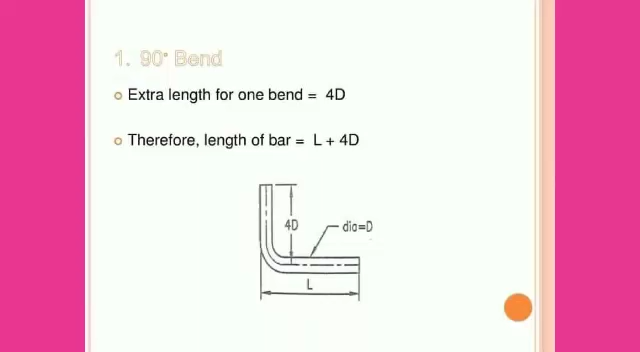 1. 90° Bend
Extra length for one bend = 4D
Therefore, length of bar = L + 4D
4D
dia=D
L